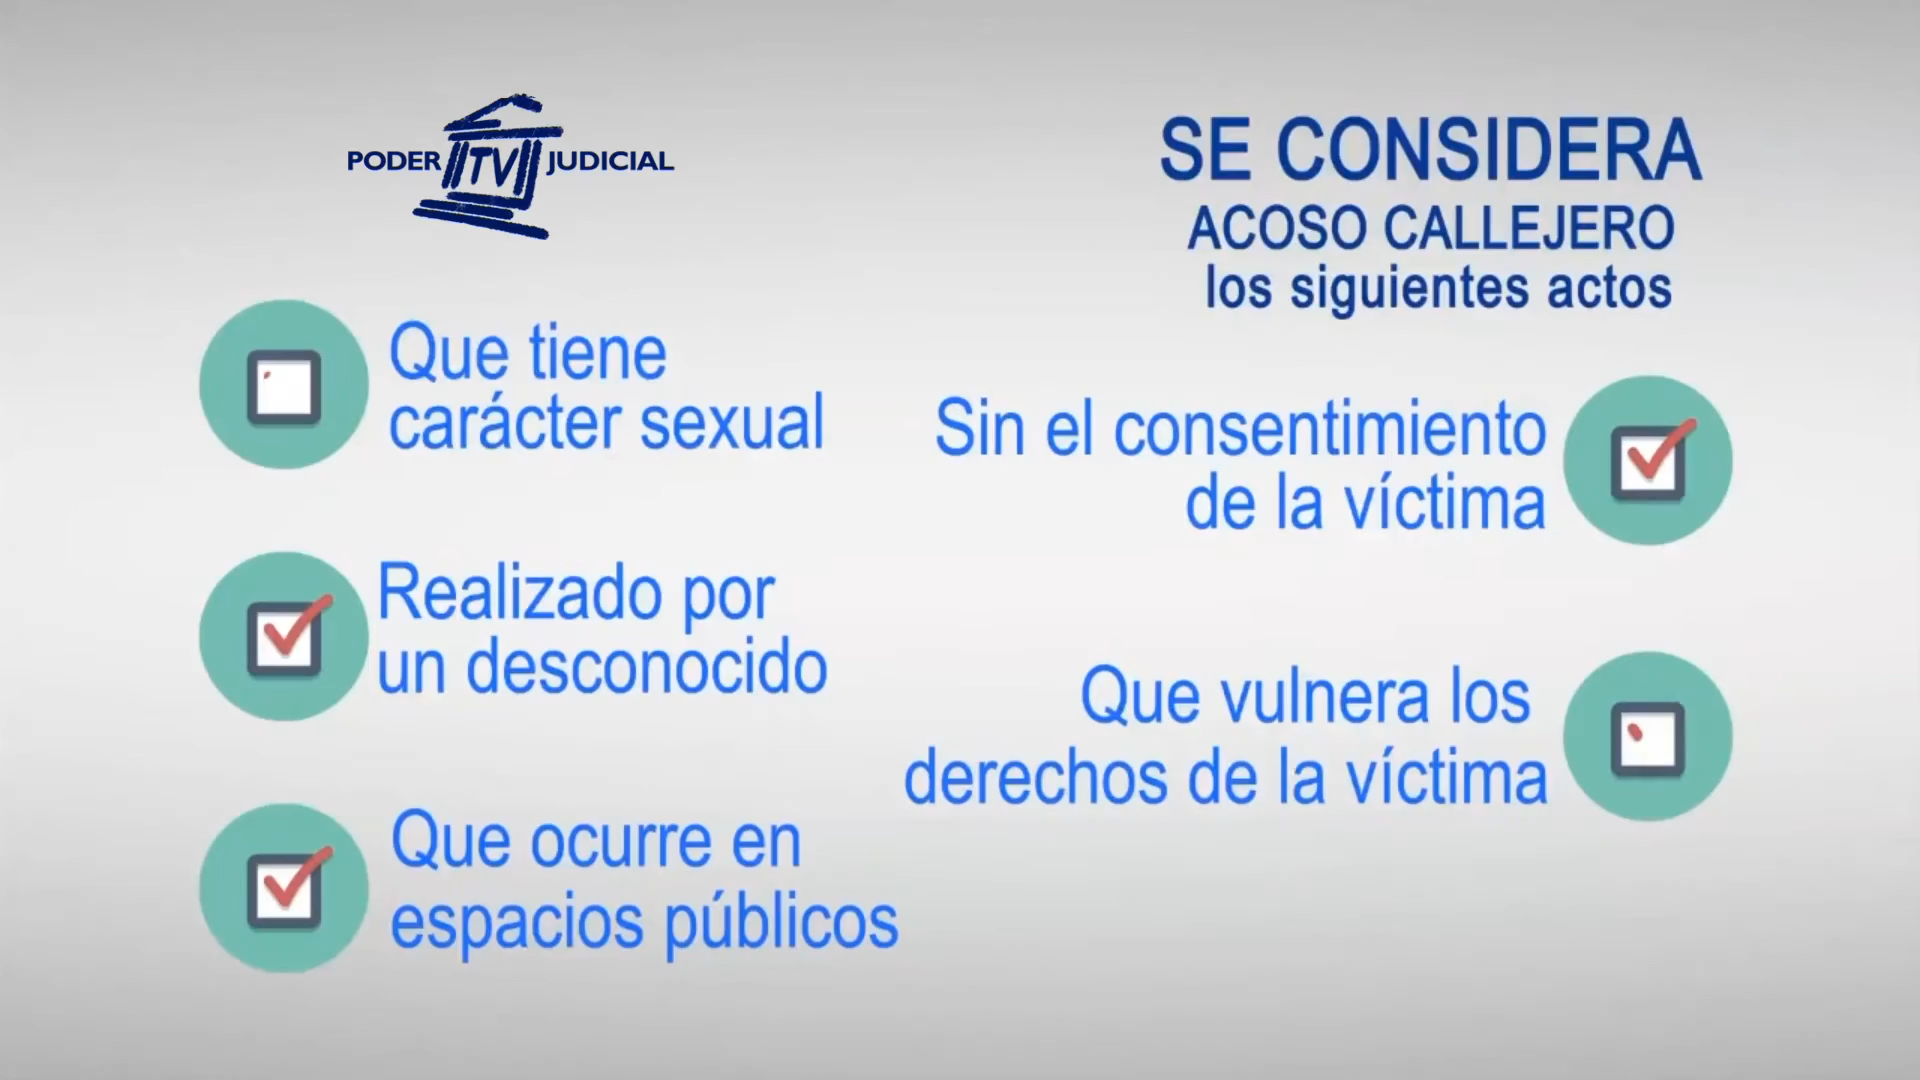 PODER TV JUDICIAL
SE CONSIDERA
ACOSO CALLEJERO
los siguientes actos
Que tiene
carácter sexual
Realizado por
un desconocido
Que ocurre en
espacios públicos
Sin el consentimiento
de la víctima
Que vulnera los
derechos de la víctima